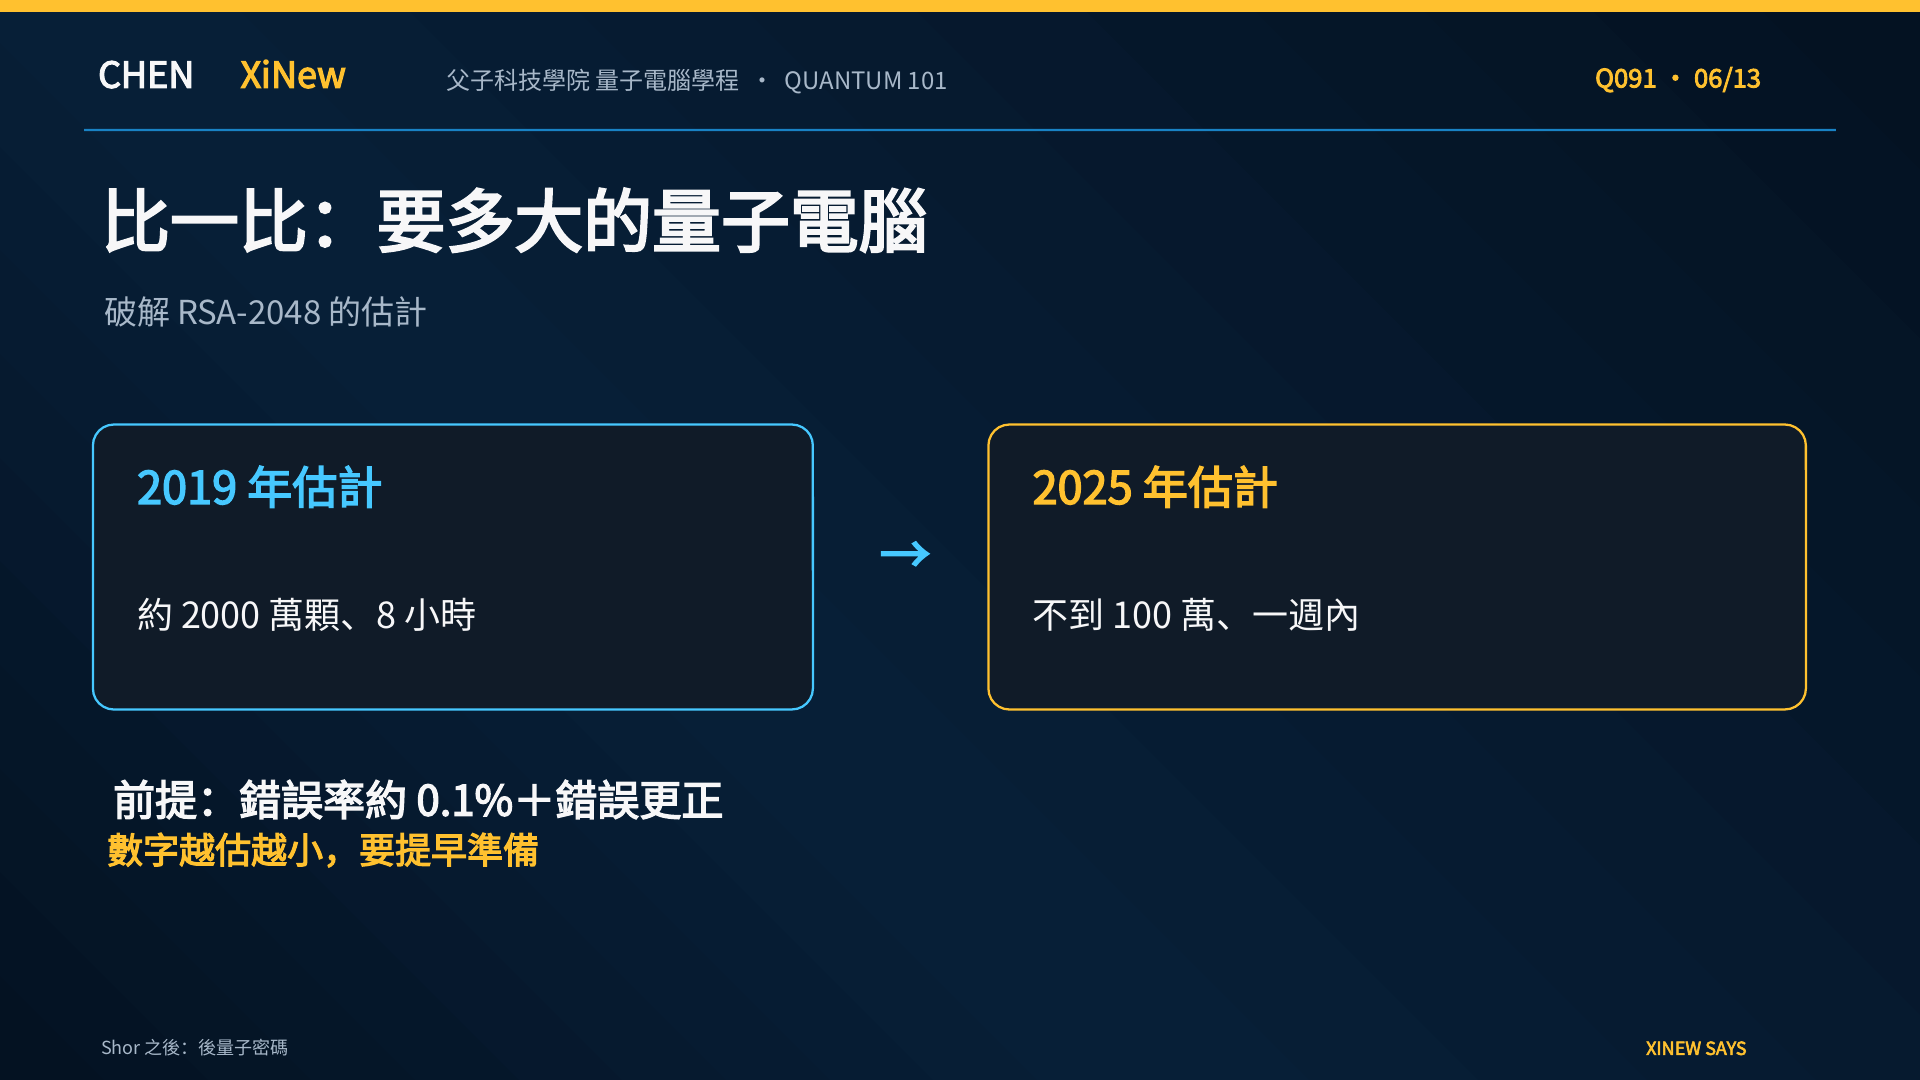 CHEN XiNew 父子科技學院 量子電腦學程 · QUANTUM 101 Q091 · 06/13
比一比：要多大的量子電腦
破解 RSA-2048 的估計
2019 年估計
約 2000 萬顆、8 小時
→
2025 年估計
不到 100 萬、一週內
前提：錯誤率約 0.1%＋錯誤更正
數字越估越小，要提早準備
Shor 之後：後量子密碼 XINEW SAYS